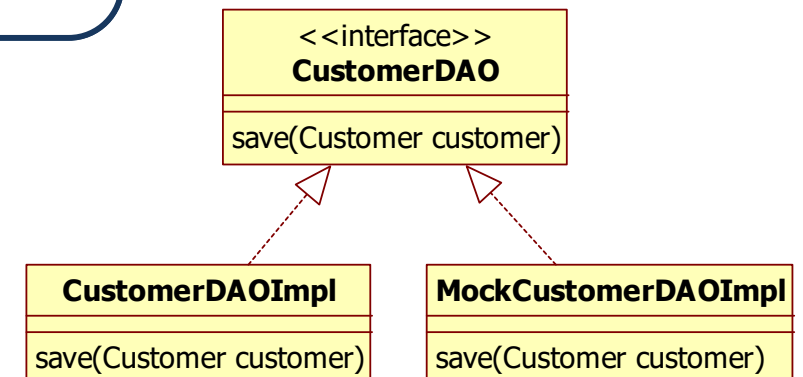 <<interface>>
CustomerDAO
save(Customer customer)
CustomerDAOImpl
save(Customer customer)
MockCustomerDAOImpl
save(Customer customer)